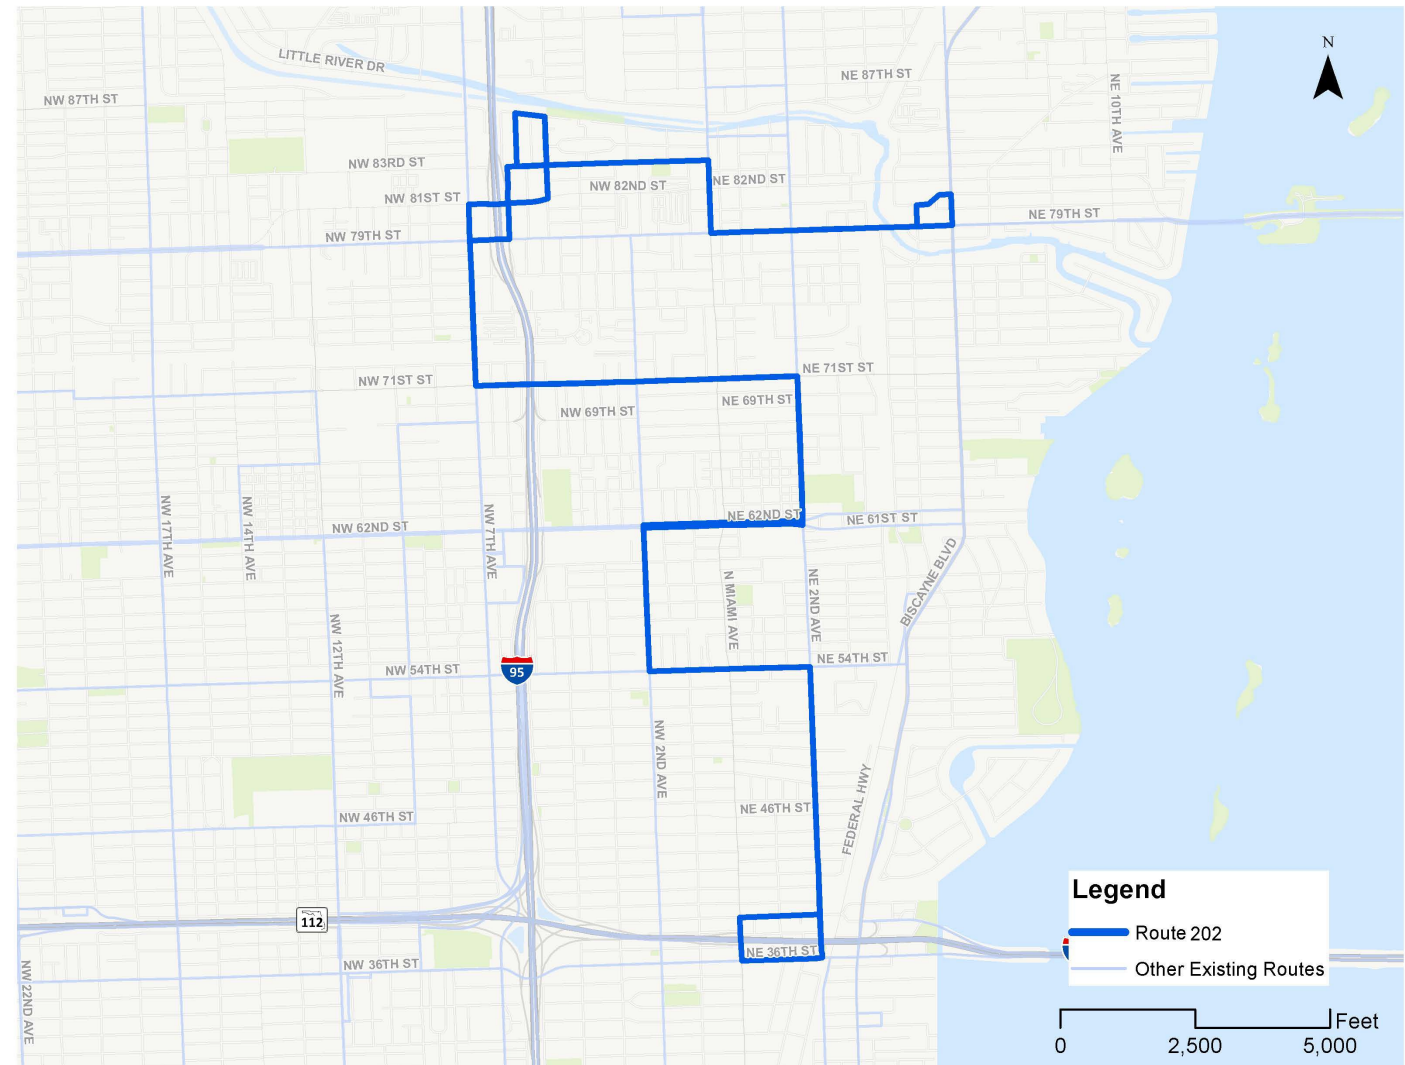 N
LITTLE RIVER DR
NE 87TH ST
NW 87TH ST
NE 10TH AVE
NW 83RD ST
NW 82ND ST
NE 82ND ST
NW 81ST ST
NE 79TH ST
NW 79TH ST
NW 71ST ST
NE 71ST ST
NE 69TH ST
NW 69TH ST
NW 17TH AVE
NW 14TH AVE
NW 7TH AVE
NW 62ND ST
NE 62ND ST
NE 61ST ST
BISCAYNE BLVD
N MIAMI AVE
NE 2ND AVE
NW 12TH AVE
NW 54TH ST
95
NE 54TH ST
NW 2ND AVE
FEDERAL HWY
NW 46TH ST
NE 46TH ST
112
NW 36TH ST
NE 36TH ST
NW 22ND AVE
Legend
Route 202
Other Existing Routes
Feet
0 2,500 5,000